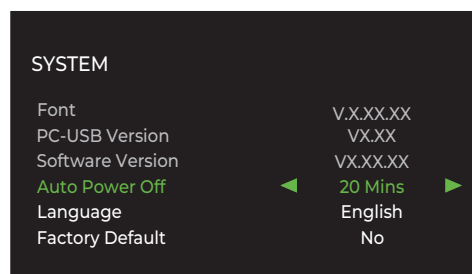 SYSTEM
Font V.X.XX.XX
PC-USB Version VX.XX
Software Version VX.XX.XX
Auto Power Off 20 Mins
Language English
Factory Default No